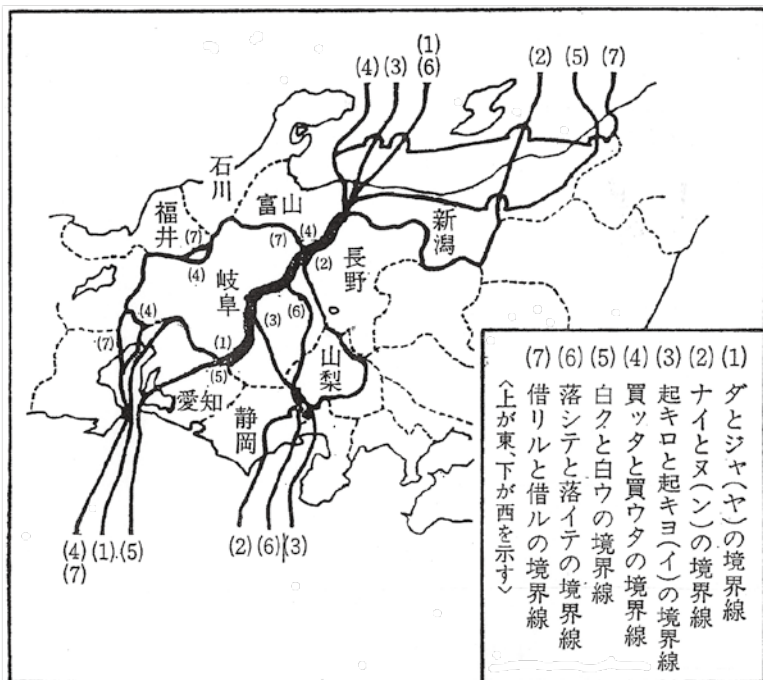 (4)(3)(1)(6)
(2)
(5)
(7)
石川
福井
富山
新潟
長野
岐阜
山梨
愛知
静岡
(7)
(4)
(7)
(4)
(2)
(4)
(7)
(1)
(5)
(3)
(6)
(4)(1)(5)
(7)
(2)(6)(3)
(1)ダとジャ(ヤ)の境界線
(2)ナイとヌ(ン)の境界線
(3)起キロと起キヨ(イ)の境界線
(4)買ッタと買ウタの境界線
(5)白クと白ウの境界線
(6)落シテと落イテの境界線
(7)借リルと借ルの境界線
〈上が東、下が西を示す〉